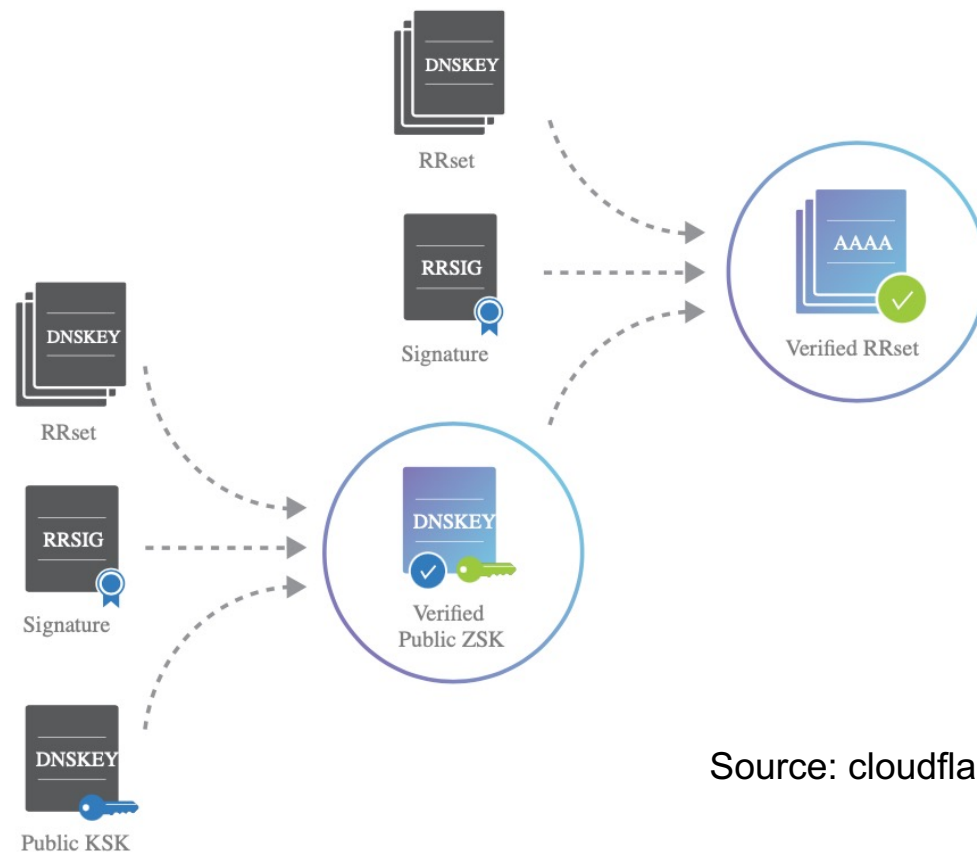 DNSKEY
RRset
RRSIG
Signature
AAAA
Verified RRset
DNSKEY
RRset
RRSIG
Signature
DNSKEY
Public KSK
DNSKEY
Verified
Public ZSK
Source: cloudfla